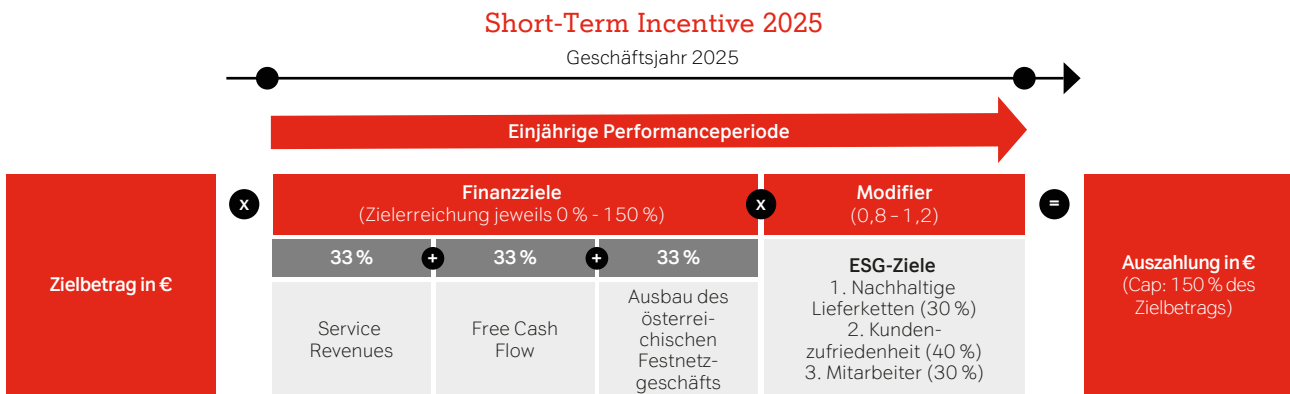 Short-Term Incentive 2025
Geschäftsjahr 2025
Einjährige Performanceperiode
Zielbetrag in €
x
Finanzziele
(Zielerreichung jeweils 0 % - 150 %)
33 %
+
33 %
+
33 %
Service
Revenues
Free Cash
Flow
Ausbau des
österrei-
chischen
Festnetz-
geschäfts
x
Modifier
(0,8 – 1,2)
ESG-Ziele
1. Nachhaltige
Lieferketten (30 %)
2. Kunden-
zufriedenheit (40 %)
3. Mitarbeiter (30 %)
=
Auszahlung in €
(Cap: 150 % des
Zielbetrags)